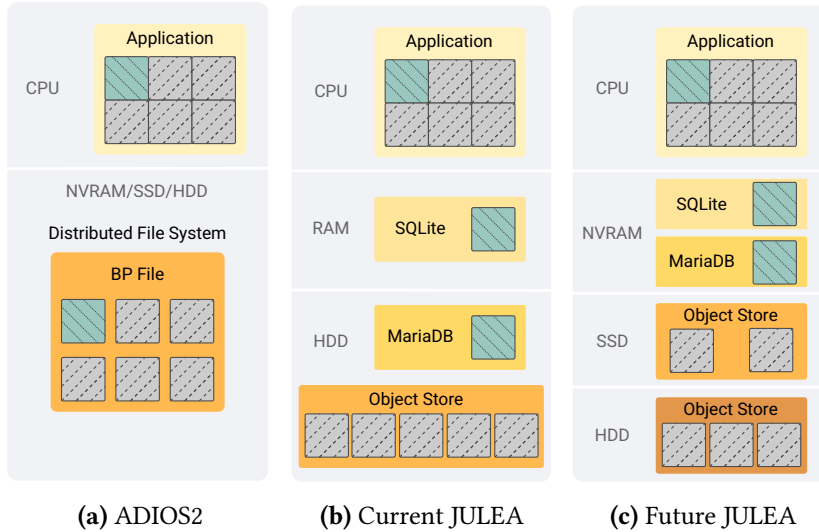 Application
CPU
NVRAM/SSD/HDD
Distributed File System
BP File
(a) ADIOS2
Application
CPU
RAM
SQLite
HDD
MariaDB
Object Store
(b) Current JULEA
Application
CPU
SQLite
NVRAM
MariaDB
Object Store
SSD
Object Store
HDD
(c) Future JULEA